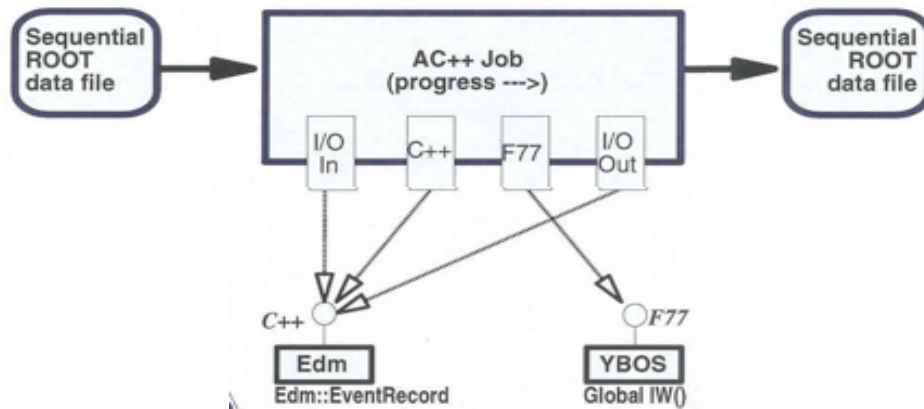 Sequential
ROOT
data file
AC++ Job
(progress --->)
Sequential
ROOT
data file
I/O
In
C++
F77
I/O
Out
C++
F77
Edm
YBOS
Edm::EventRecord
Global IW()